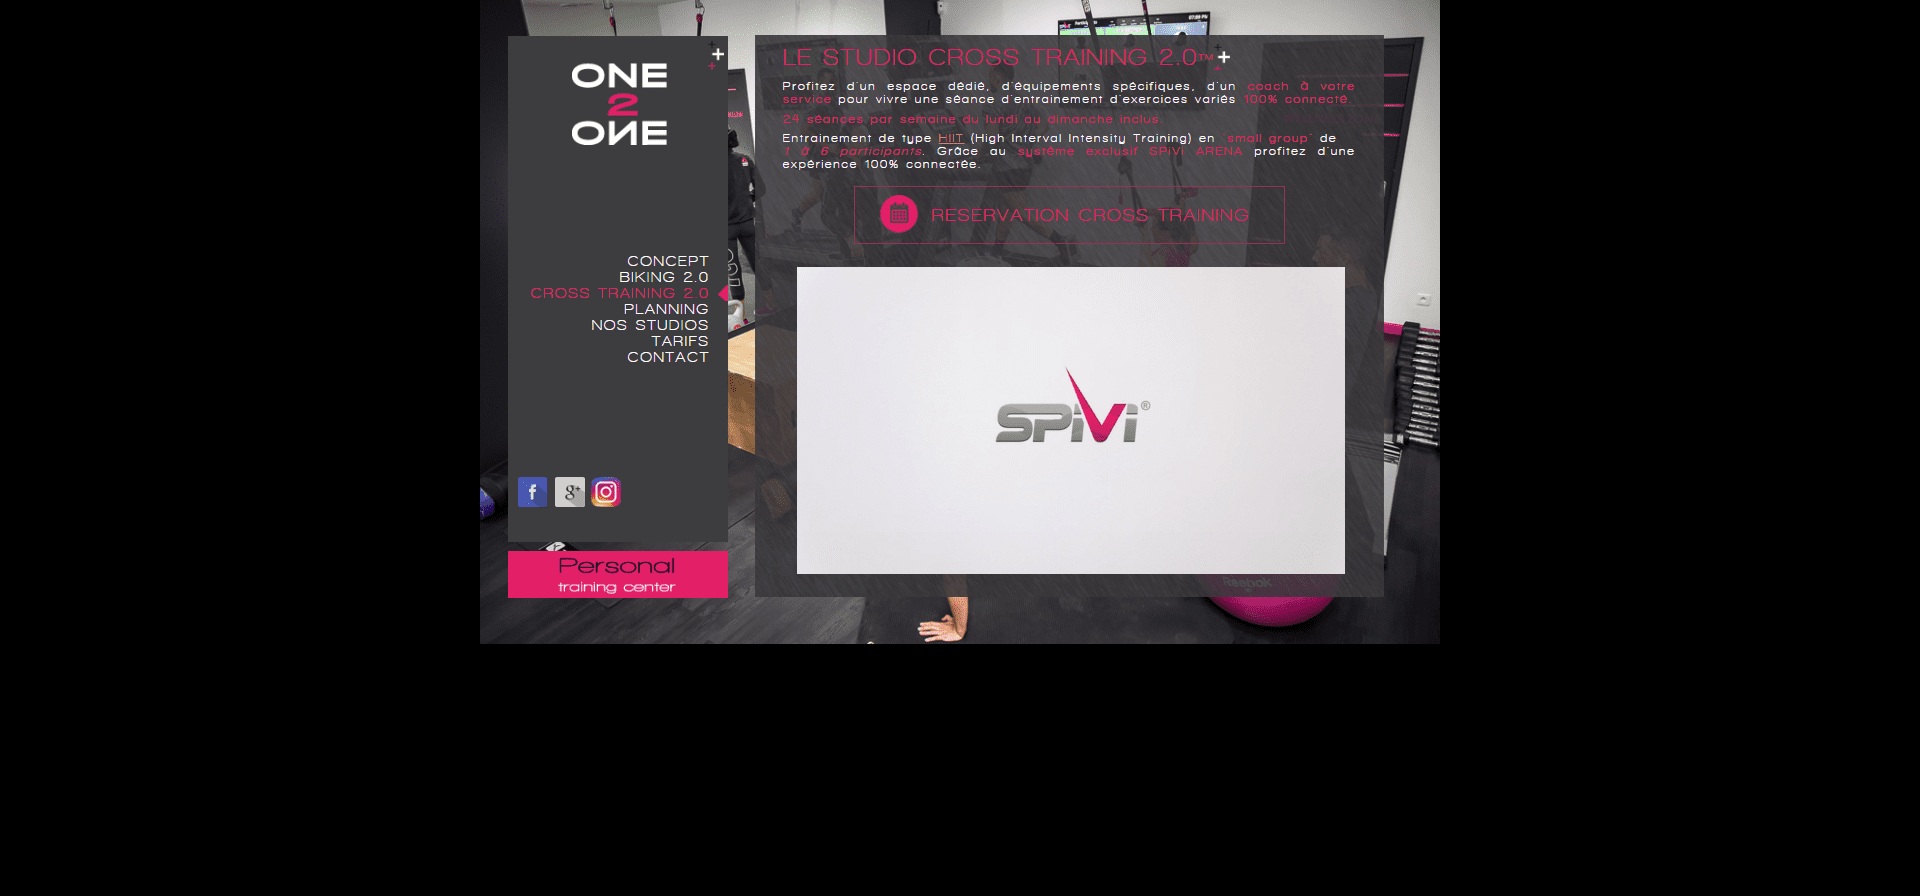 ONE
2
ONE
CONCEPT
BIKING 2.0
CROSS TRAINING 2.0
PLANNING
NOS STUDIOS
TARIFS
CONTACT
f
g+
Personal
training center
LE STUDIO CROSS TRAINING 2.0™
Profitez d'un espace dédié, d'équipements spécifiques, d'un coach à votre
service pour vivre une séance d'entrainement d'exercices variés 100% connecté.
24 séances par semaine du lundi au dimanche inclus.
Entrainement de type HIIT (High Interval Intensity Training) en "small group" de
1 à 6 participants. Grâce au système exclusif SPiVi ARENA profitez d'une
expérience 100% connectée.
RESERVATION CROSS TRAINING
SPiVi®
Reebok